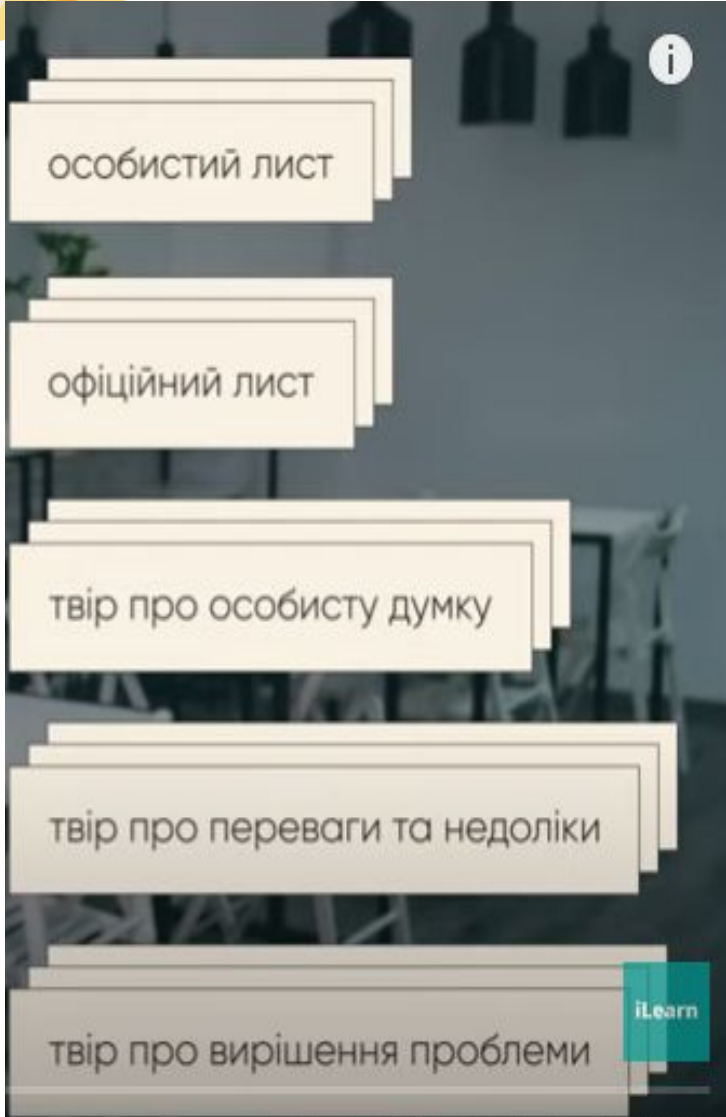 i
особистий лист
офіційний лист
твір про особисту думку
твір про переваги та недоліки
iLearn
твір про вирішення проблеми